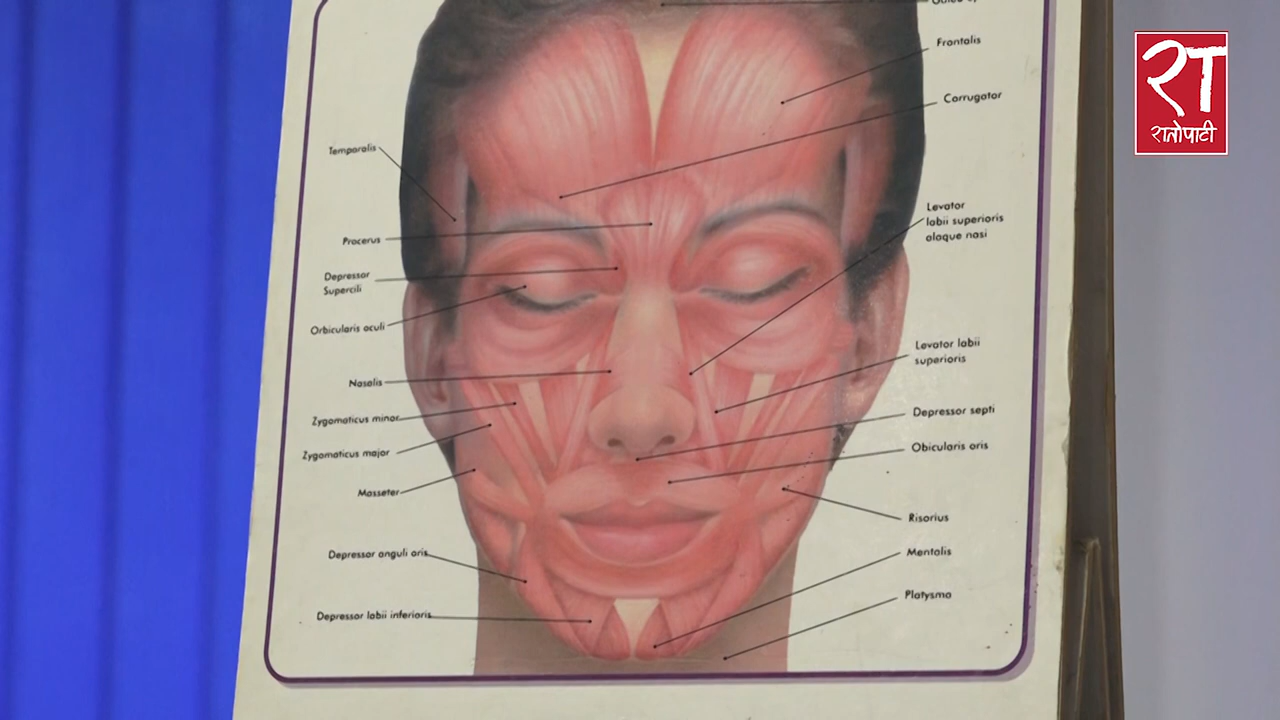 Frontalis
Corrugator
Temporalis
Levator
labii superioris
alaque nasi
Procerus
Depressor
Supercili
Orbicularis oculi
Levator labii
superioris
Nasalis
Zygomaticus minor
Zygomaticus major
Masseter
Depressor septi
Obicularis oris
Risorius
Depressor anguli oris
Mentalis
Depressor labii inferioris
Platysma
रा
रातोपाटी